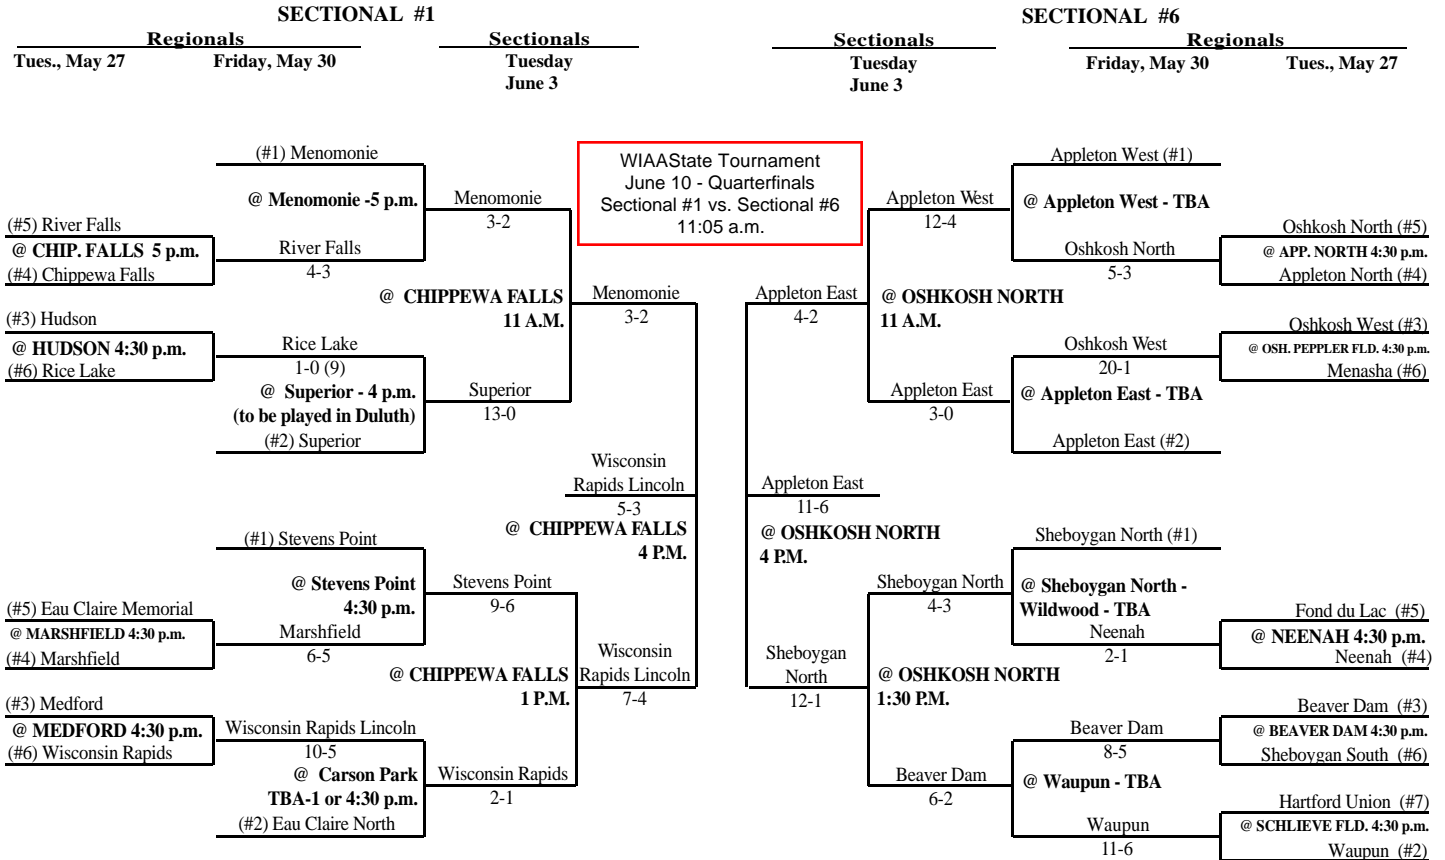 SECTIONAL #1
Regionals
Sectionals
Tues., May 27
Friday, May 30
Tuesday
June 3
(#1) Menomonie
@ Menomonie -5 p.m.
Menomonie
3-2
(#5) River Falls
@ CHIP. FALLS 5 p.m.
(#4) Chippewa Falls
River Falls
4-3
@ CHIPPEWA FALLS
11 A.M.
Menomonie
3-2
(#3) Hudson
@ HUDSON 4:30 p.m.
(#6) Rice Lake
Rice Lake
1-0 (9)
@ Superior - 4 p.m.
(to be played in Duluth)
(#2) Superior
Superior
13-0
Wisconsin
Rapids Lincoln
5-3
@ CHIPPEWA FALLS
4 P.M.
(#1) Stevens Point
@ Stevens Point
4:30 p.m.
Stevens Point
9-6
(#5) Eau Claire Memorial
@ MARSHFIELD 4:30 p.m.
(#4) Marshfield
Marshfield
6-5
@ CHIPPEWA FALLS
1 P.M.
Wisconsin
Rapids Lincoln
7-4
(#3) Medford
@ MEDFORD 4:30 p.m.
(#6) Wisconsin Rapids
Wisconsin Rapids Lincoln
10-5
@ Carson Park
TBA-1 or 4:30 p.m.
(#2) Eau Claire North
Wisconsin Rapids
2-1
WIAAState Tournament
June 10 - Quarterfinals
Sectional #1 vs. Sectional #6
11:05 a.m.
SECTIONAL #6
Sectionals
Regionals
Tuesday
June 3
Friday, May 30
Tues., May 27
Appleton West (#1)
Appleton West
12-4
@ Appleton West - TBA
Oshkosh North (#5)
@ APP. NORTH 4:30 p.m.
Appleton North (#4)
Oshkosh North
5-3
Appleton East
4-2
@ OSHKOSH NORTH
11 A.M.
Oshkosh West (#3)
@ OSH. PEPPLER FLD. 4:30 p.m.
Menasha (#6)
Oshkosh West
20-1
Appleton East
3-0
@ Appleton East - TBA
Appleton East (#2)
Appleton East
11-6
@ OSHKOSH NORTH
4 P.M.
Sheboygan North (#1)
Sheboygan North
4-3
@ Sheboygan North -
Wildwood - TBA
Neenah
2-1
Fond du Lac (#5)
@ NEENAH 4:30 p.m.
Neenah (#4)
Sheboygan
North
12-1
@ OSHKOSH NORTH
1:30 P.M.
Beaver Dam (#3)
@ BEAVER DAM 4:30 p.m.
Sheboygan South (#6)
Beaver Dam
8-5
Beaver Dam
6-2
@ Waupun - TBA
Hartford Union (#7)
@ SCHLIEVE FLD. 4:30 p.m.
Waupun (#2)
Waupun
11-6